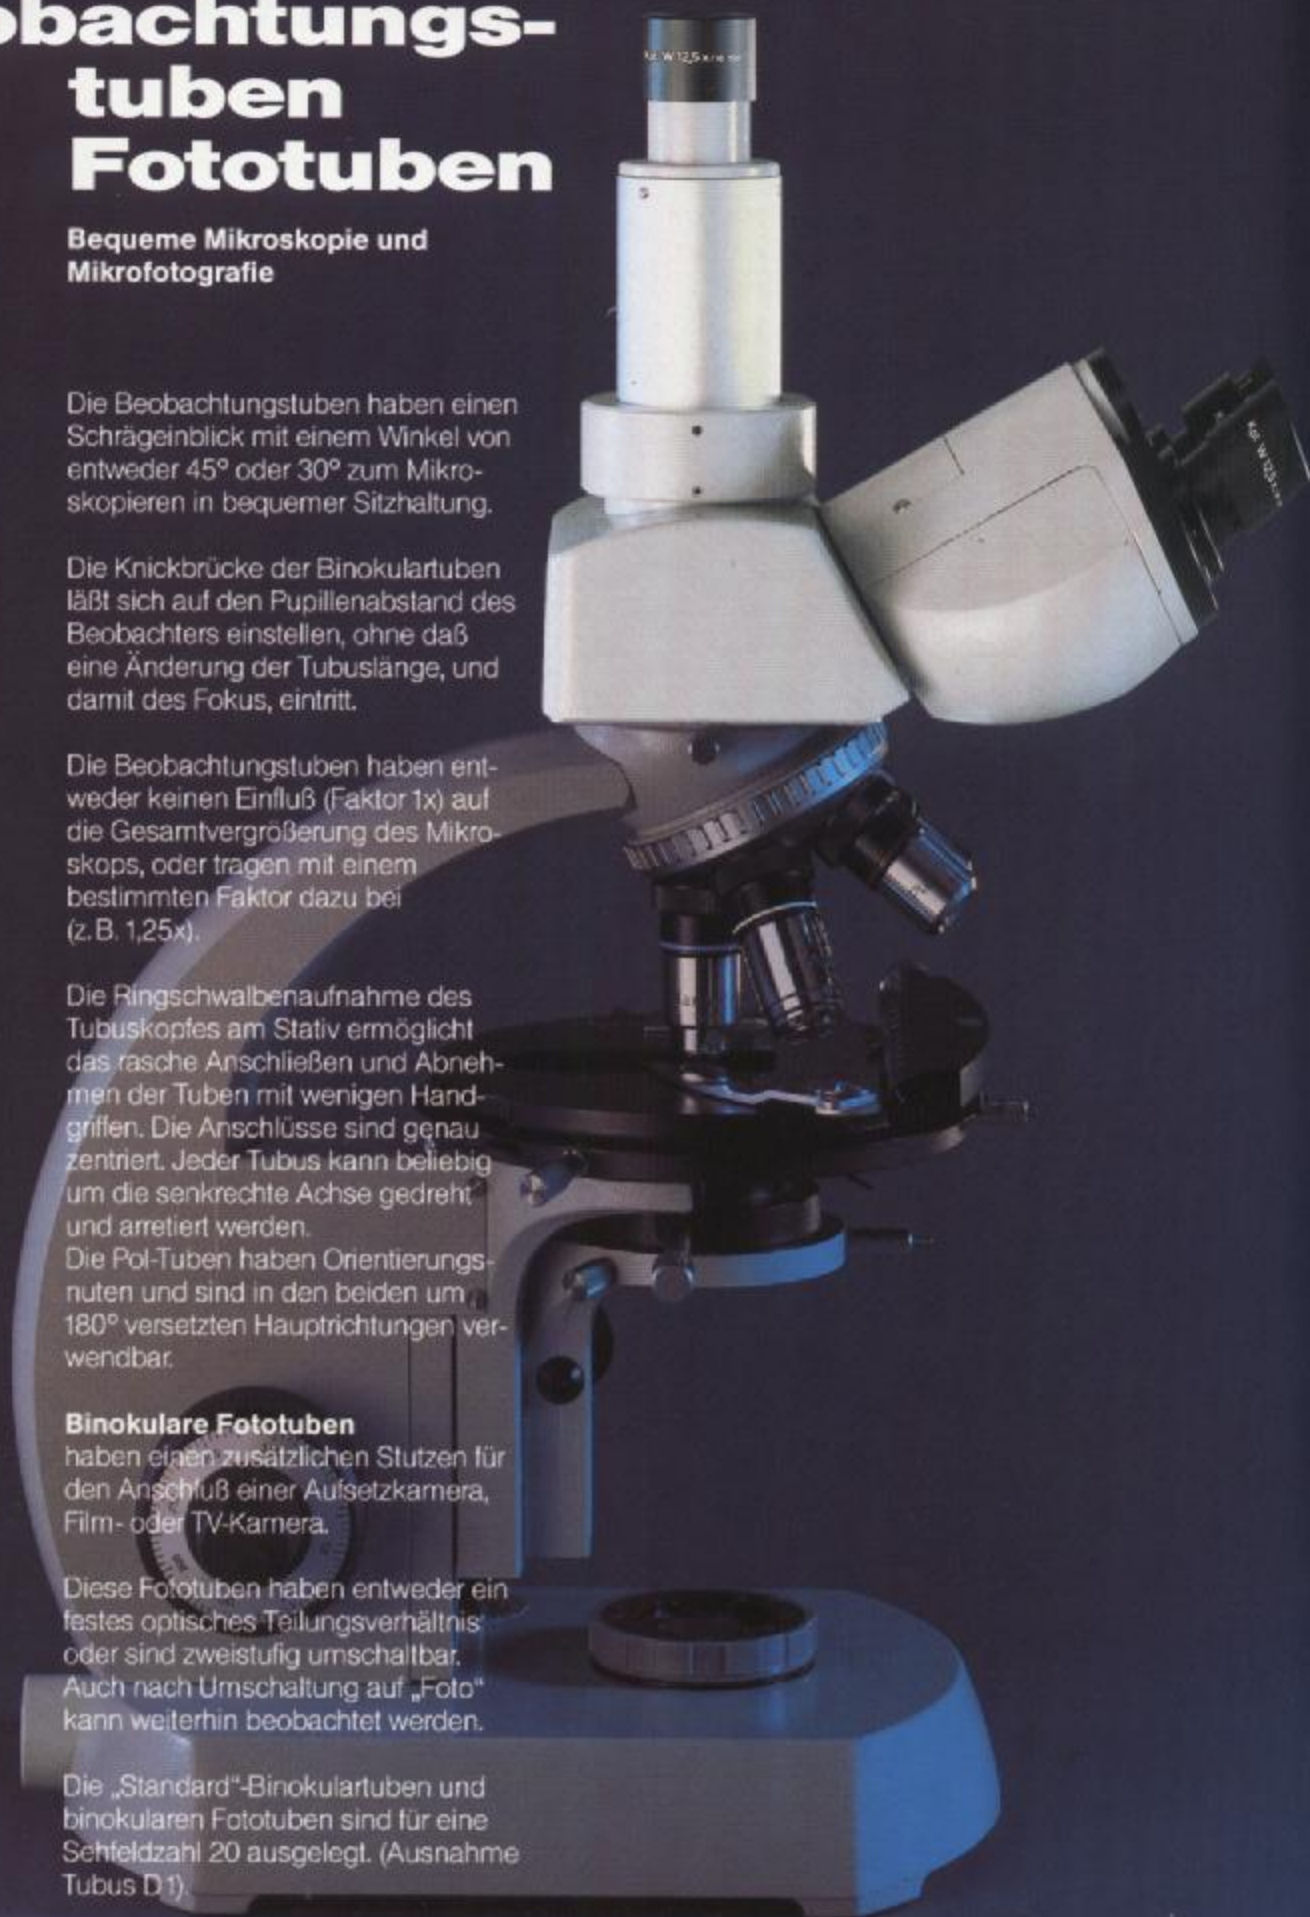 obachtungs-
tuben
Fototuben
Bequeme Mikroskopie und
Mikrofotografie
Die Beobachtungstuben haben einen
Schrägeinblick mit einem Winkel von
entweder 45° oder 30° zum Mikro-
skopieren in bequemer Sitzhaltung.
Die Knickbrücke der Binokulartuben
läßt sich auf den Pupillenabstand des
Beobachters einstellen, ohne daß
eine Änderung der Tubuslänge, und
damit des Fokus, eintritt.
Die Beobachtungstuben haben ent-
weder keinen Einfluß (Faktor 1x) auf
die Gesamtvergrößerung des Mikro-
skops, oder tragen mit einem
bestimmten Faktor dazu bei
(z.B. 1,25x).
Die Ringschwalbenaufnahme des
Tubuskopfes am Stativ ermöglicht
das rasche Anschließen und Abneh-
men der Tuben mit wenigen Hand-
griffen. Die Anschlüsse sind genau
zentriert. Jeder Tubus kann beliebig
um die senkrechte Achse gedreht
und arretiert werden.
Die Pol-Tuben haben Orientierungs-
nuten und sind in den beiden um
180° versetzten Hauptrichtungen ver-
wendbar.
Binokulare Fototuben
haben einen zusätzlichen Stutzen für
den Anschluß einer Aufsetzkamera,
Film- oder TV-Kamera.
Diese Fototuben haben entweder ein
festes optisches Teilungsverhältnis
oder sind zweistufig umschaltbar.
Auch nach Umschaltung auf „Foto“
kann weiterhin beobachtet werden.
Die „Standard“-Binokulartuben und
binokularen Fototuben sind für eine
Sehfeldzahl 20 ausgelegt. (Ausnahme
Tubus D1).
Kpl. W 12,5x
Kpl. W 12,5x